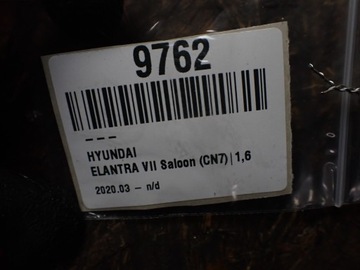 9762
– – –
HYUNDAI
ELANTRA VII Saloon (CN7)|1,6
2020.03 – n/d